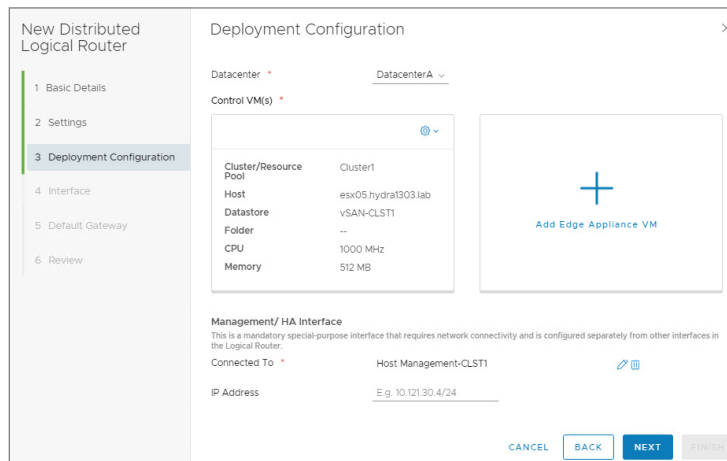 New Distributed
Logical Router
1 Basic Details
2 Settings
3 Deployment Configuration
4 Interface
5 Default Gateway
6 Review
Deployment Configuration
Datacenter * DatacenterA
Control VM(s) *
Cluster/Resource
Pool Cluster1
Host esx05.hydra1303.lab
Datastore vSAN-CLST1
Folder --
CPU 1000 MHz
Memory 512 MB
Add Edge Appliance VM
Management/ HA Interface
This is a mandatory special-purpose interface that requires network connectivity and is configured separately from other interfaces in
the Logical Router.
Connected To * Host Management-CLST1
IP Address E.g. 10.121.30.4/24
CANCEL BACK NEXT FINISH